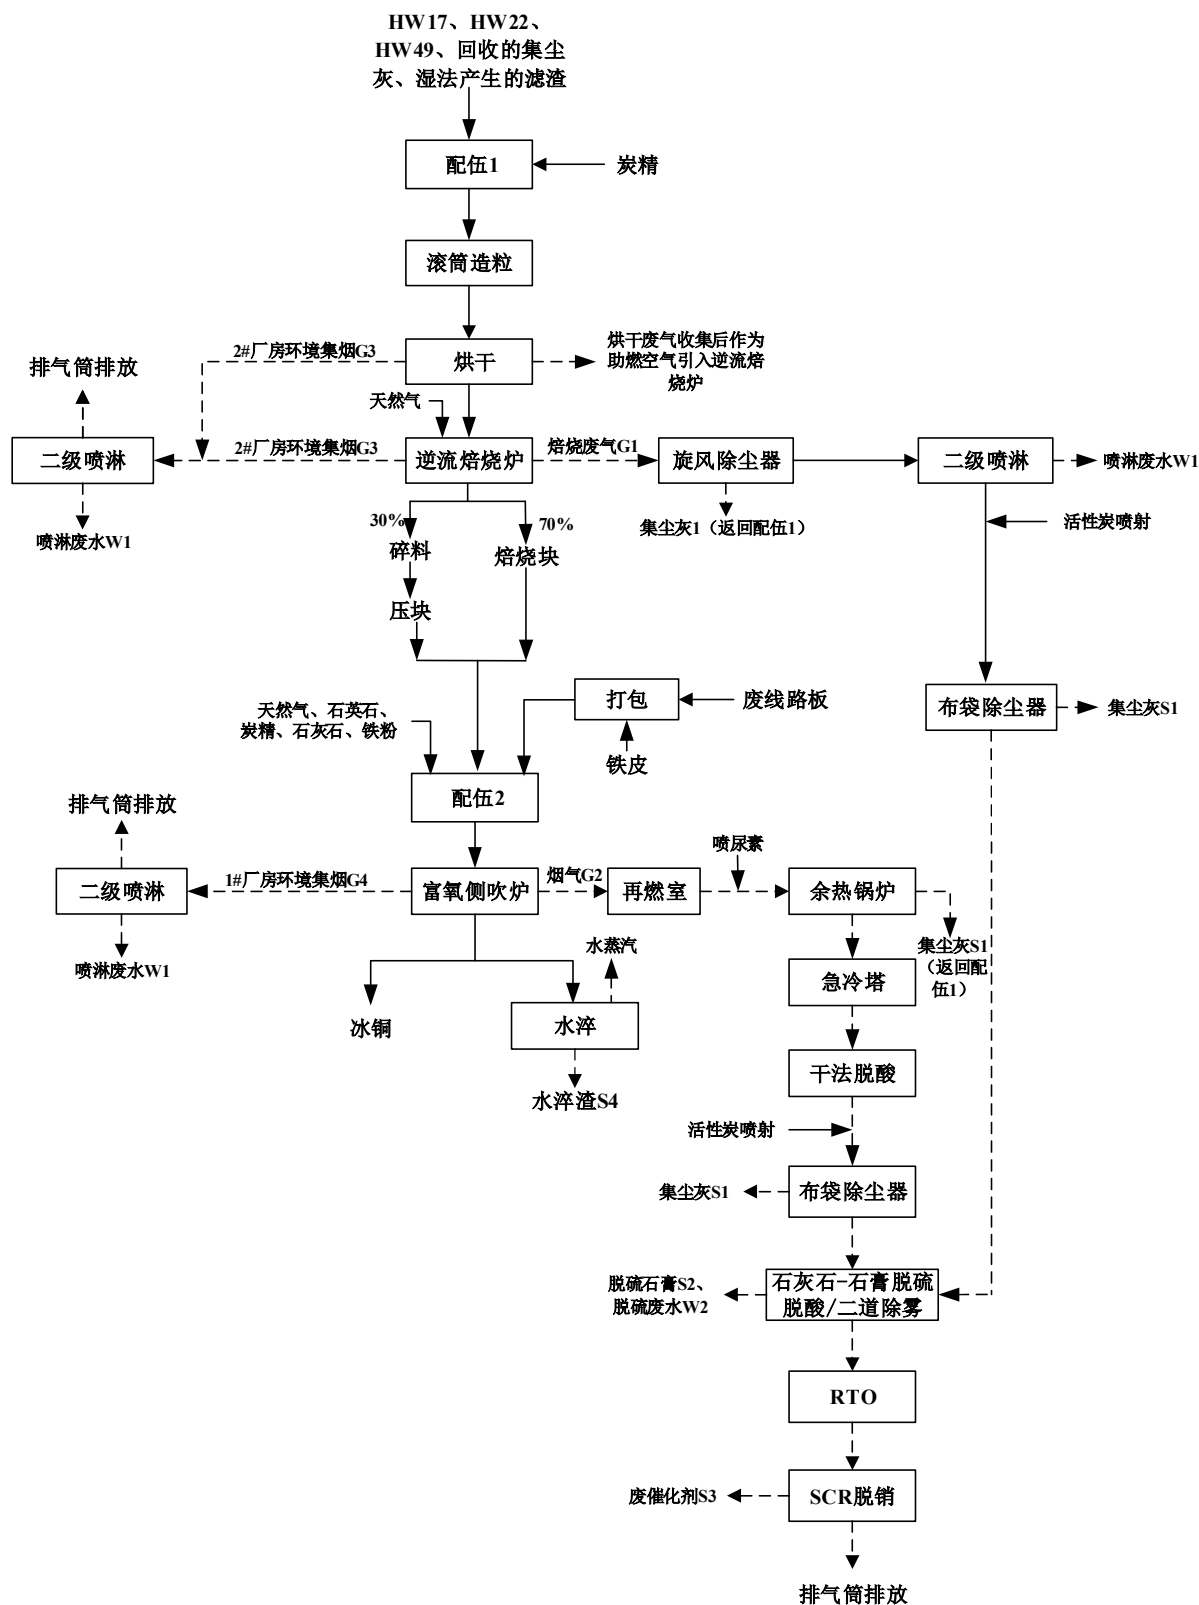 HW17、HW22、
HW49、回收的集尘
灰、湿法产生的滤渣
配伍1
炭精
滚筒造粒
2#厂房环境集烟G3
烘干
烘干废气收集后作为
助燃空气引入逆流焙
烧炉
排气筒排放
天然气
二级喷淋
2#厂房环境集烟G3
逆流焙烧炉
焙烧废气G1
旋风除尘器
二级喷淋
喷淋废水W1
喷淋废水W1
30%
70%
集尘灰1（返回配伍1）
活性炭喷射
碎料
焙烧块
压块
打包
废线路板
布袋除尘器
集尘灰S1
天然气、石英石、
炭精、石灰石、铁粉
铁皮
配伍2
排气筒排放
喷尿素
二级喷淋
1#厂房环境集烟G4
富氧侧吹炉
烟气G2
再燃室
余热锅炉
喷淋废水W1
水蒸汽
集尘灰S1
（返回配
伍1）
急冷塔
冰铜
水淬
干法脱酸
水淬渣S4
活性炭喷射
集尘灰S1
布袋除尘器
脱硫石膏S2、
脱硫废水W2
石灰石-石膏脱硫
脱酸/二道除雾
RTO
废催化剂S3
SCR脱销
排气筒排放